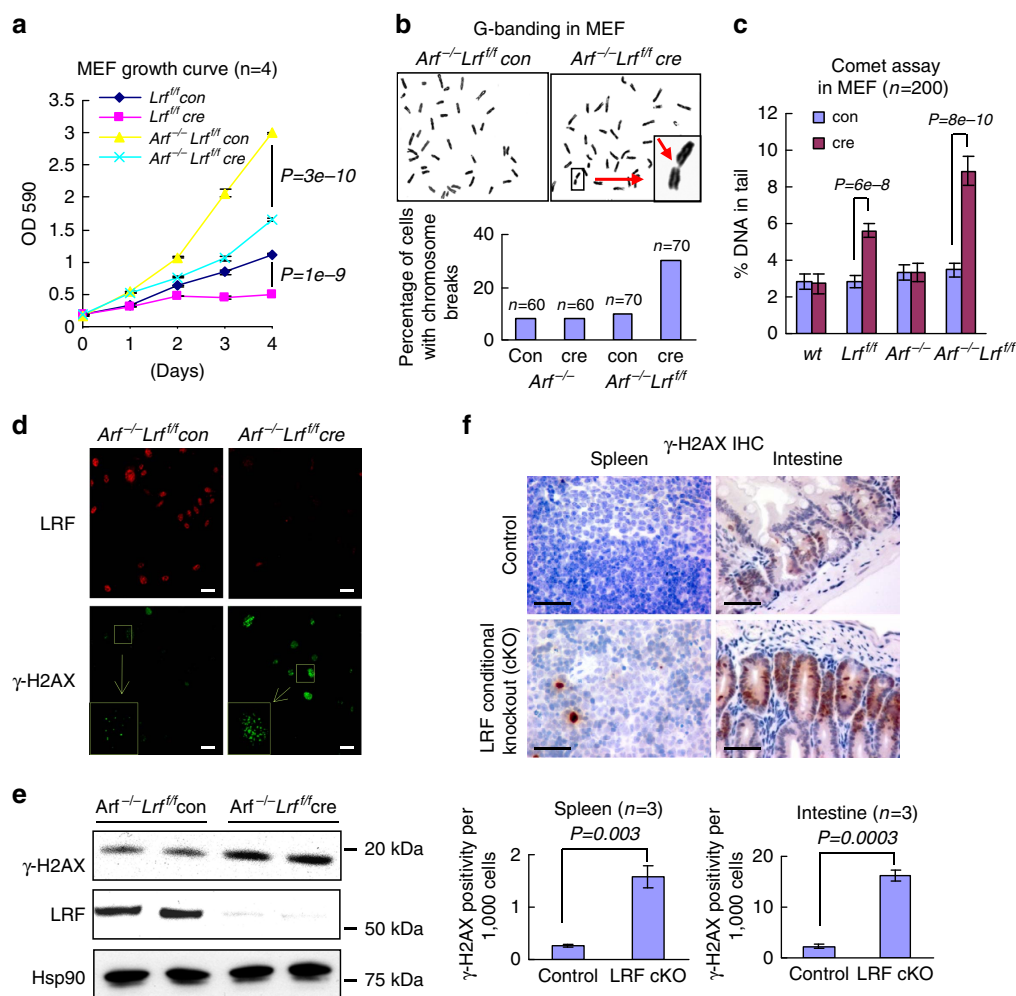 a
MEF growth curve (n=4)
Lrf^f/f con
Lrf^f/f cre
Arf^–/– Lrf^f/f con
Arf^–/– Lrf^f/f cre
OD 590
3.5
3
2.5
2
1.5
1
0.5
0
0 1 2 3 4
(Days)
P=3e–10
P=1e–9
b
G-banding in MEF
Arf^–/–Lrf^f/f con
Arf^–/–Lrf^f/f cre
Percentage of cells
with chromosome
breaks
40
20
0
n=60
n=60
n=70
n=70
Con cre con cre
Arf^–/– Arf^–/–Lrf^f/f
c
Comet assay
in MEF (n=200)
con
cre
% DNA in tail
12
10
8
6
4
2
0
P=6e–8
P=8e–10
wt Lrf^f/f Arf^–/– Arf^–/–Lrf^f/f
d
Arf^–/–Lrf^f/f con
Arf^–/–Lrf^f/f cre
LRF
γ-H2AX
e
Arf^–/–Lrf^f/f con
Arf^–/–Lrf^f/f cre
γ-H2AX
20 kDa
LRF
50 kDa
Hsp90
75 kDa
f
γ-H2AX IHC
Spleen
Intestine
Control
LRF conditional
knockout (cKO)
Spleen (n=3)
P=0.003
γ-H2AX positivity per
1,000 cells
2
1
0
Control LRF cKO
Intestine (n=3)
P=0.0003
γ-H2AX positivity per
1,000 cells
30
20
10
0
Control LRF cKO